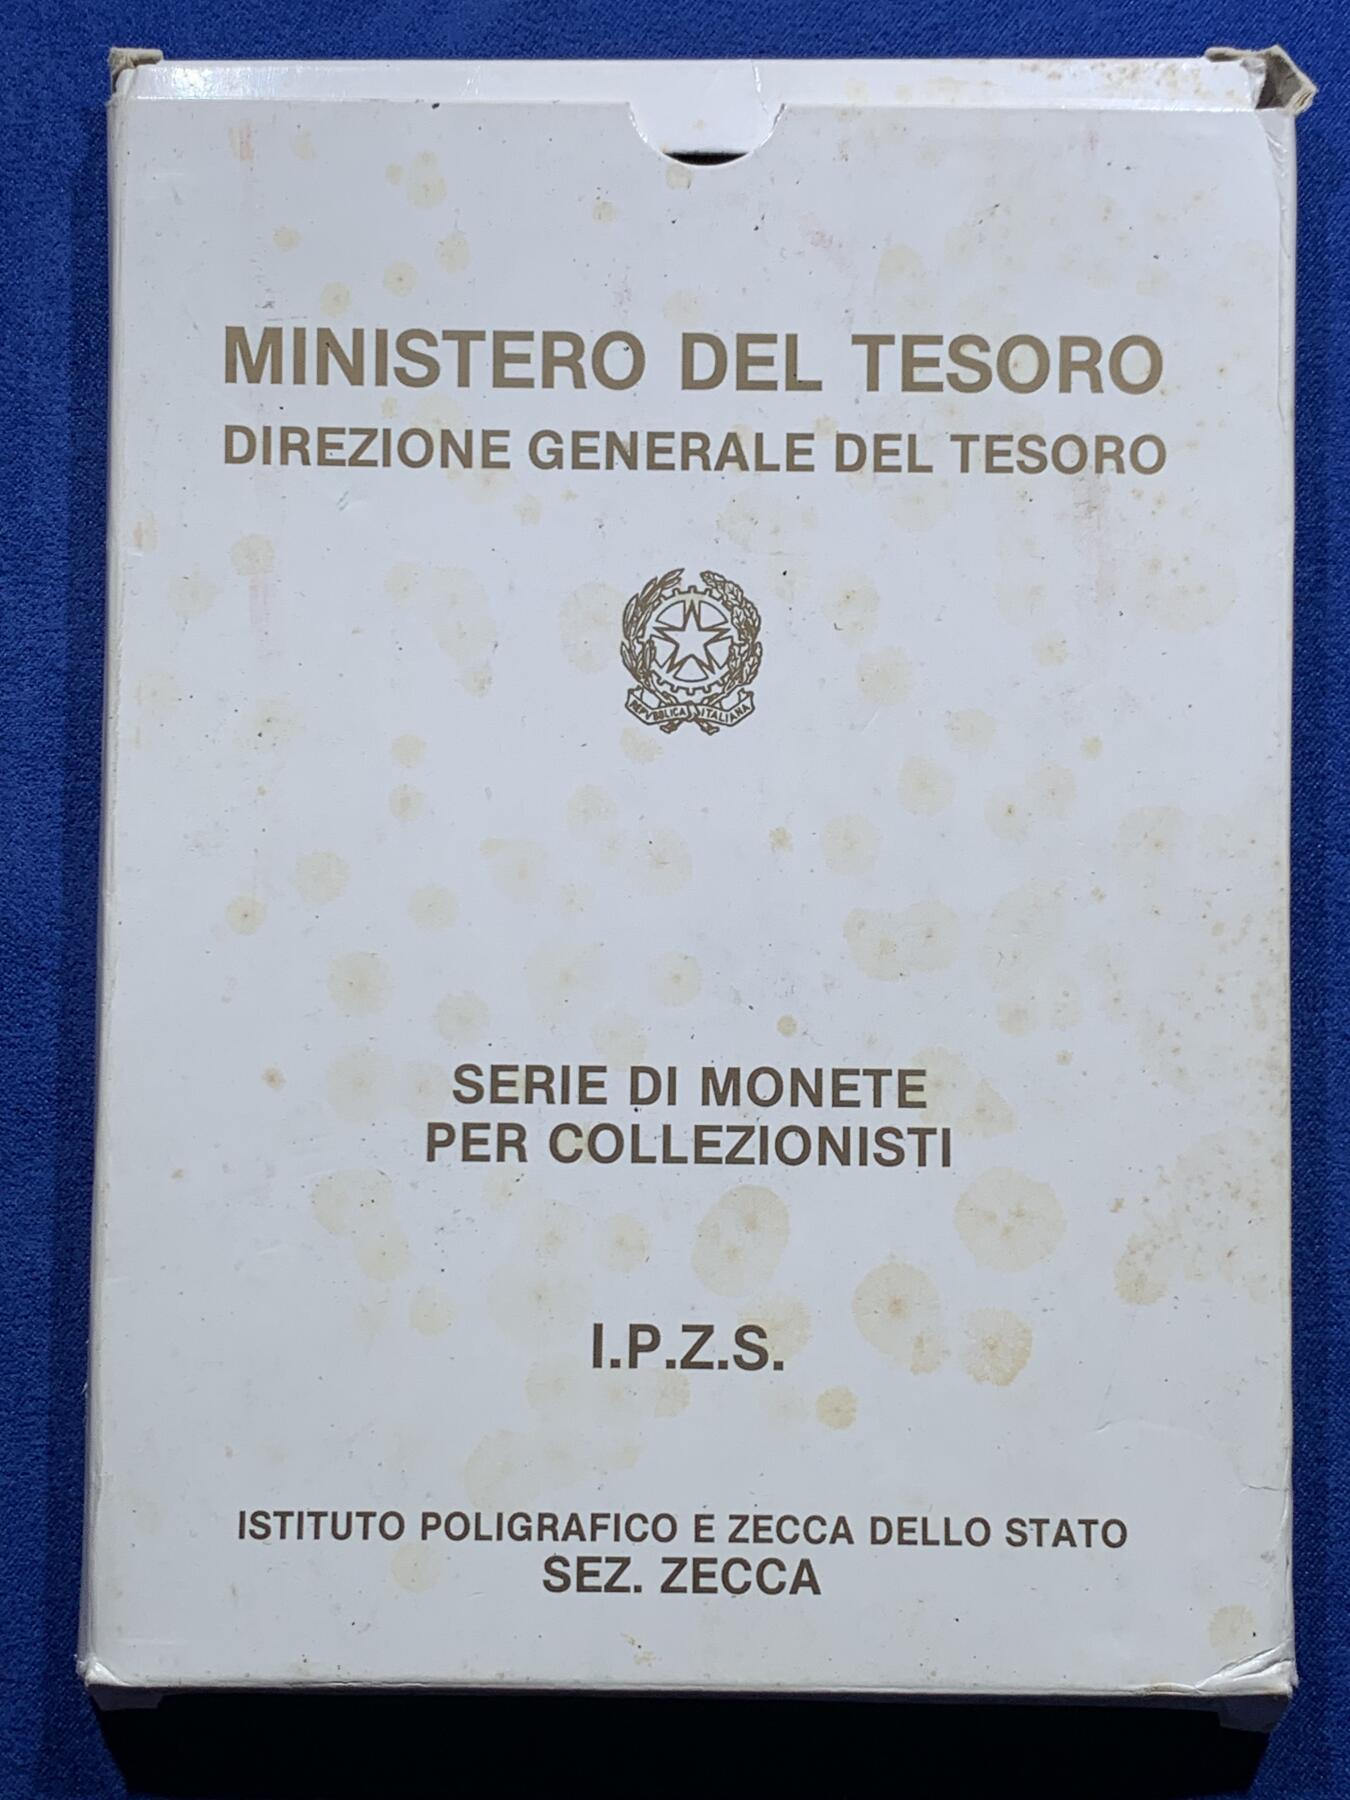 MINISTERO DEL TESORO
DIREZIONE GENERALE DEL TESORO
REPVBBLICA ITALIANA
SERIE DI MONETE
PER COLLEZIONISTI
I.P.Z.S.
ISTITUTO POLIGRAFICO E ZECCA DELLO STATO
SEZ. ZECCA